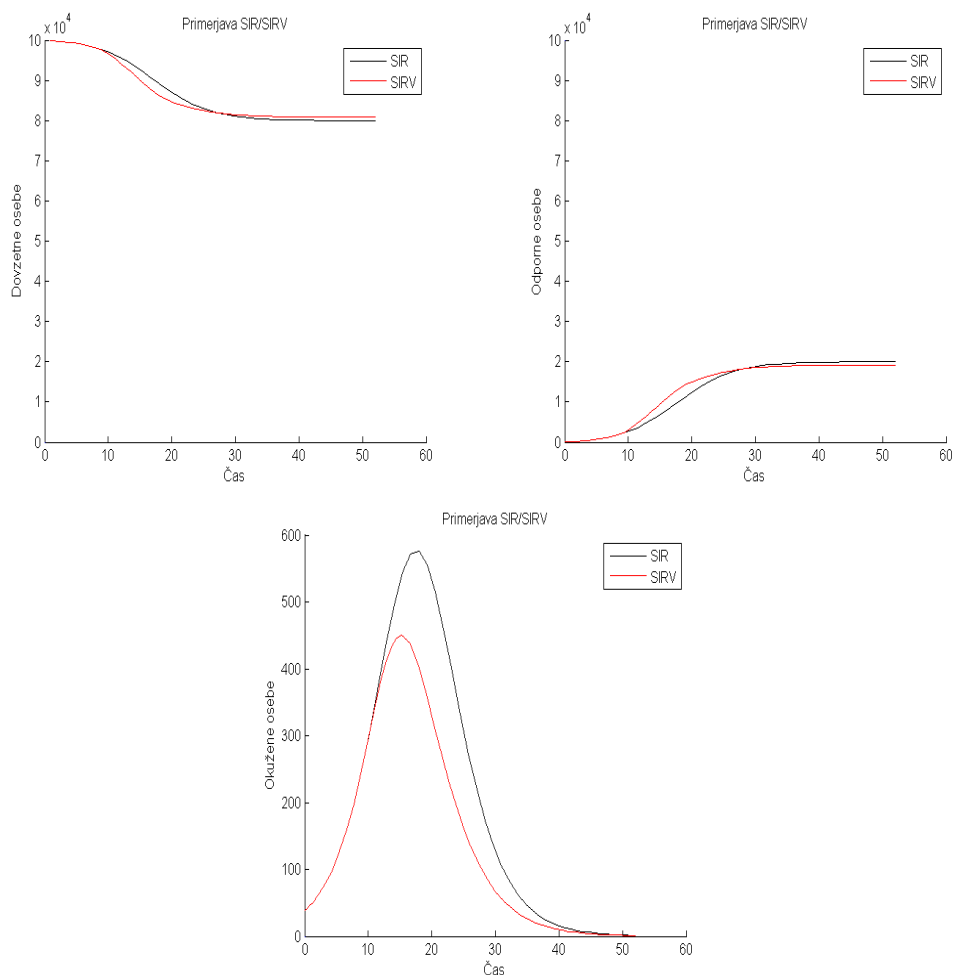 Primerjava SIR/SIRV
x 10^4
10
9
8
7
6
5
4
3
2
1
0
Dovzetne osebe
0 10 20 30 40 50 60
Čas
SIR
SIRV
Primerjava SIR/SIRV
x 10^4
10
9
8
7
6
5
4
3
2
1
0
Odporne osebe
0 10 20 30 40 50 60
Čas
SIR
SIRV
Primerjava SIR/SIRV
600
500
400
300
200
100
0
Okužene osebe
0 10 20 30 40 50 60
Čas
SIR
SIRV